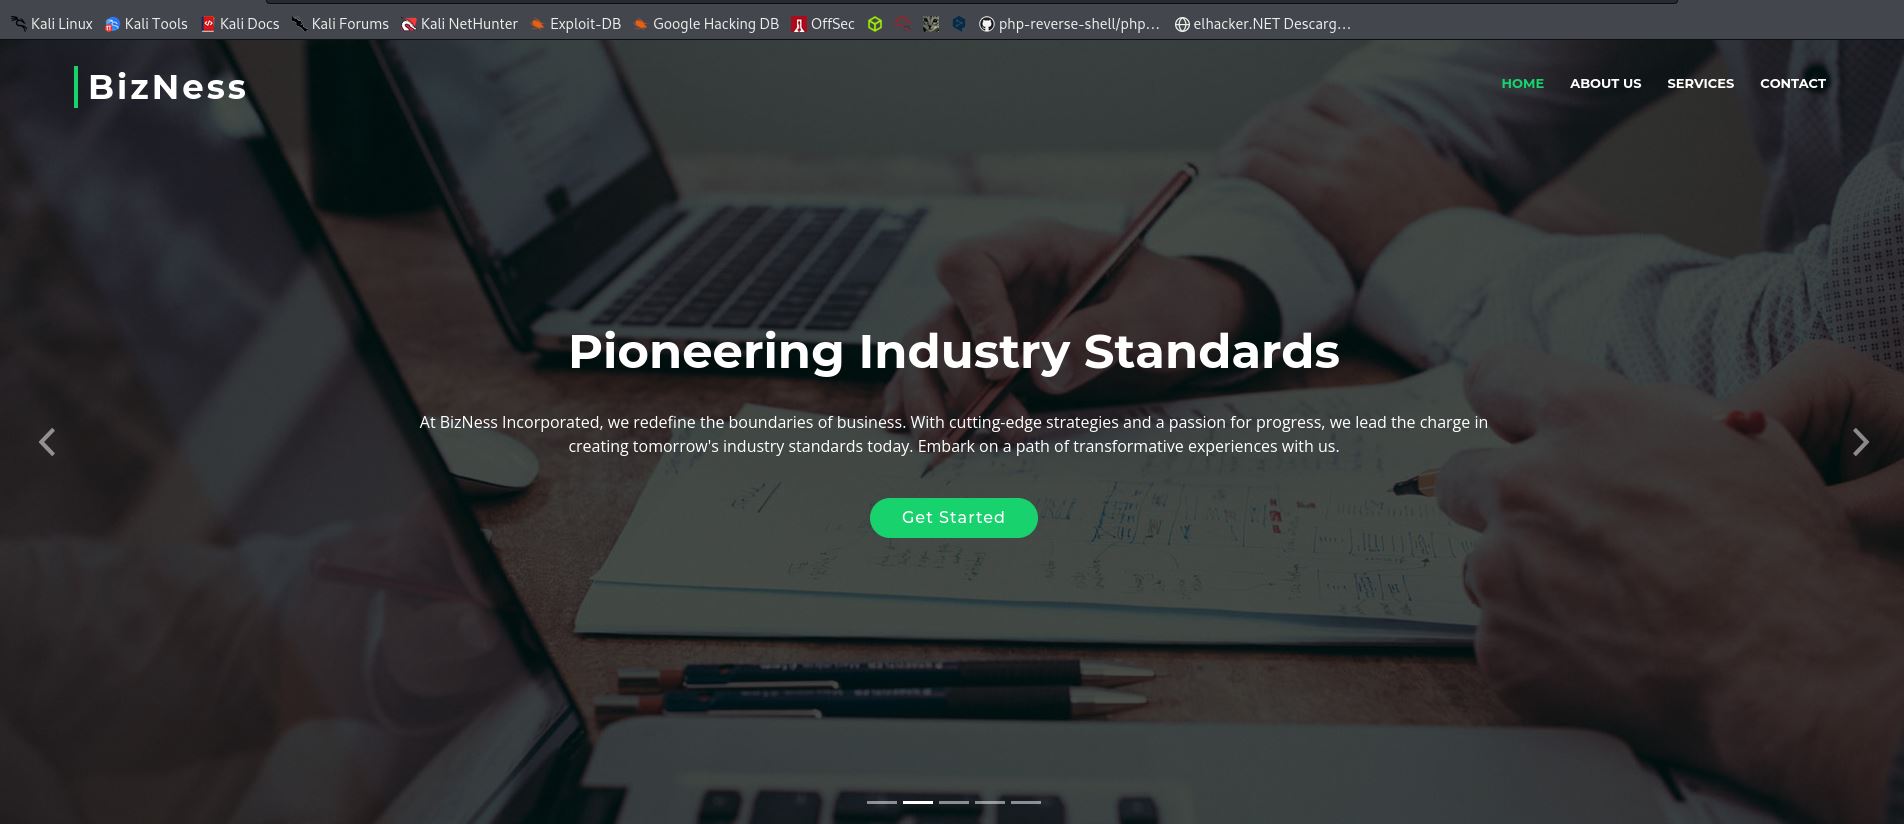 Kali Linux Kali Tools Kali Docs Kali Forums Kali NetHunter Exploit-DB Google Hacking DB OffSec php-reverse-shell/php… elhacker.NET Descarg…
BizNess
HOME ABOUT US SERVICES CONTACT
Pioneering Industry Standards
At BizNess Incorporated, we redefine the boundaries of business. With cutting-edge strategies and a passion for progress, we lead the charge in
creating tomorrow's industry standards today. Embark on a path of transformative experiences with us.
Get Started